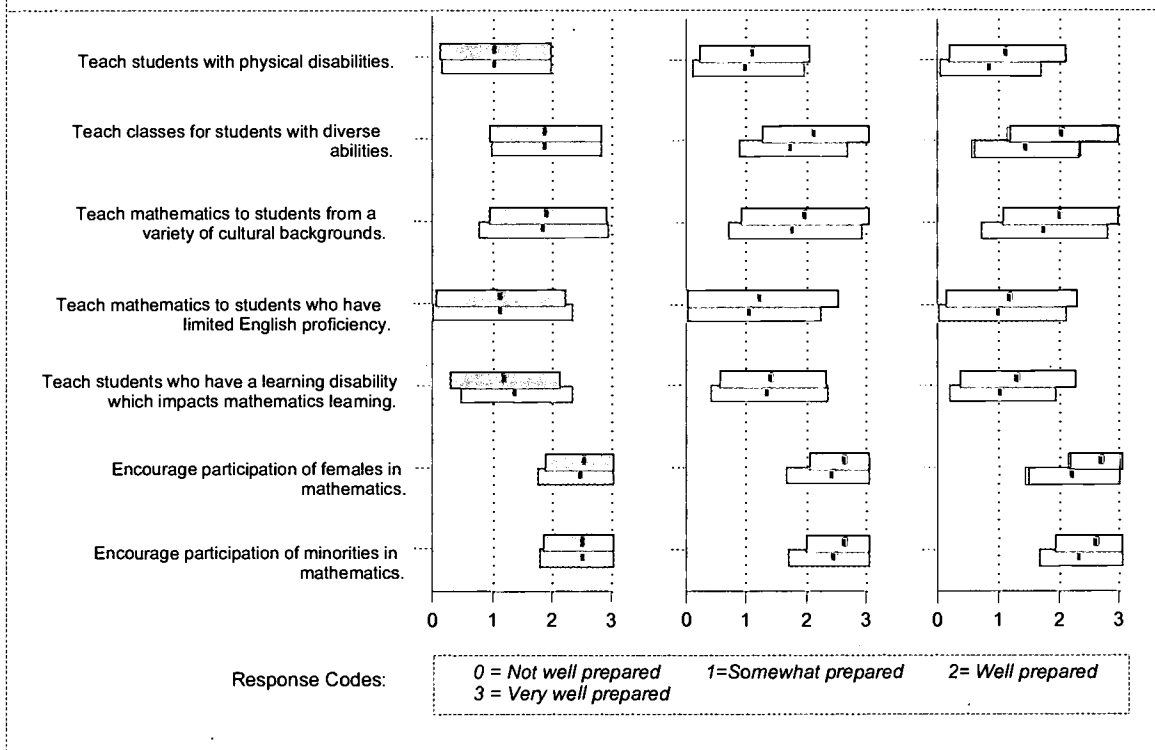 Teach students with physical disabilities.
Teach classes for students with diverse
abilities.
Teach mathematics to students from a
variety of cultural backgrounds.
Teach mathematics to students who have
limited English proficiency.
Teach students who have a learning disability
which impacts mathematics learning.
Encourage participation of females in
mathematics.
Encourage participation of minorities in
mathematics.
0 1 2 3 0 1 2 3 0 1 2 3
Response Codes: 0 = Not well prepared 1=Somewhat prepared 2= Well prepared
3 = Very well prepared